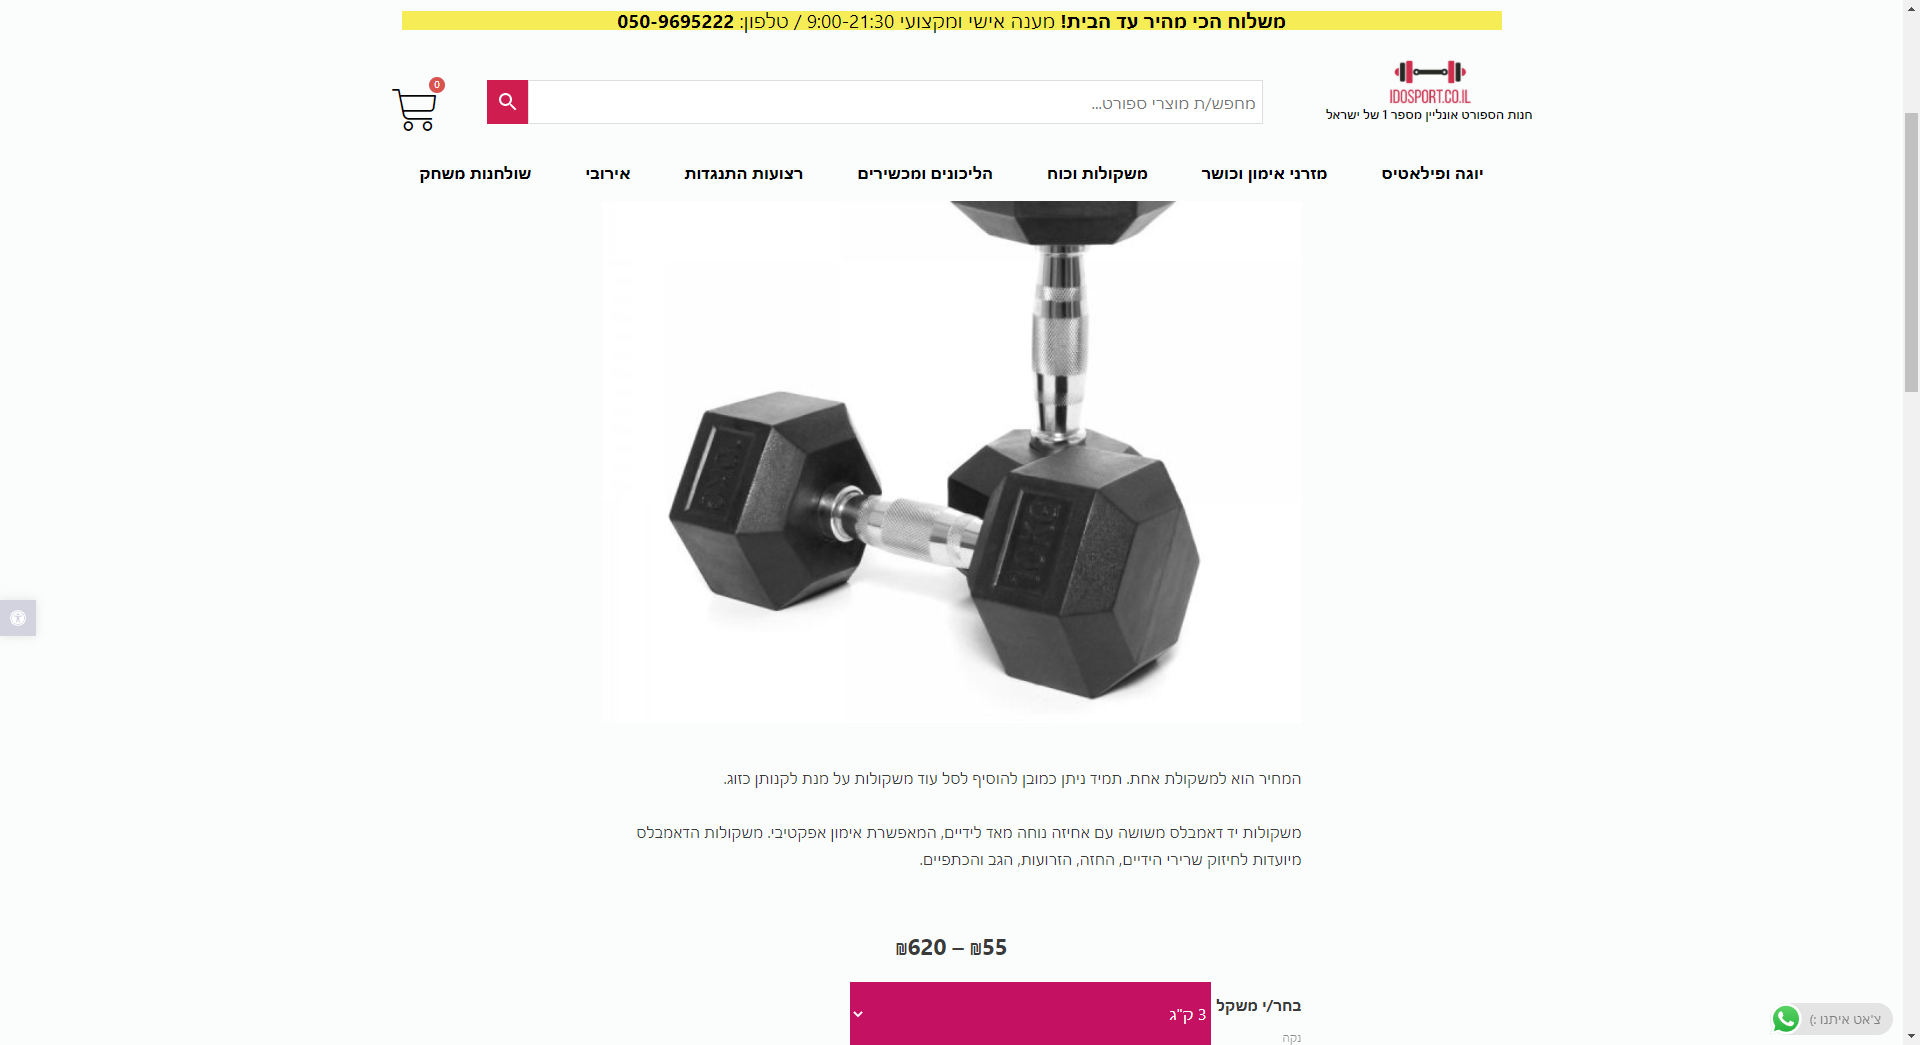 משלוח הכי מהיר עד הבית! מענה אישי ומקצועי 9:00-21:30 / טלפון: 050-9695222
IDOSPORT.CO.IL
חנות הספורט אונליין מספר 1 של ישראל
מחפש/ת מוצרי ספורט...
0
יוגה ופילאטיס
מזרני אימון וכושר
משקולות וכוח
הליכונים ומכשירים
רצועות התנגדות
אירובי
שולחנות משחק
10KG
המחיר הוא למשקולת אחת. תמיד ניתן כמובן להוסיף לסל עוד משקולות על מנת לקנותן כזוג.
משקולות יד דאמבלס משושה עם אחיזה נוחה מאד לידיים, המאפשרת אימון אפקטיבי. משקולות הדאמבלס
מיועדות לחיזוק שרירי הידיים, החזה, הזרועות, הגב והכתפיים.
₪55 – ₪620
בחר/י משקל
3 ק"ג
נקה
צ'אט איתנו :)